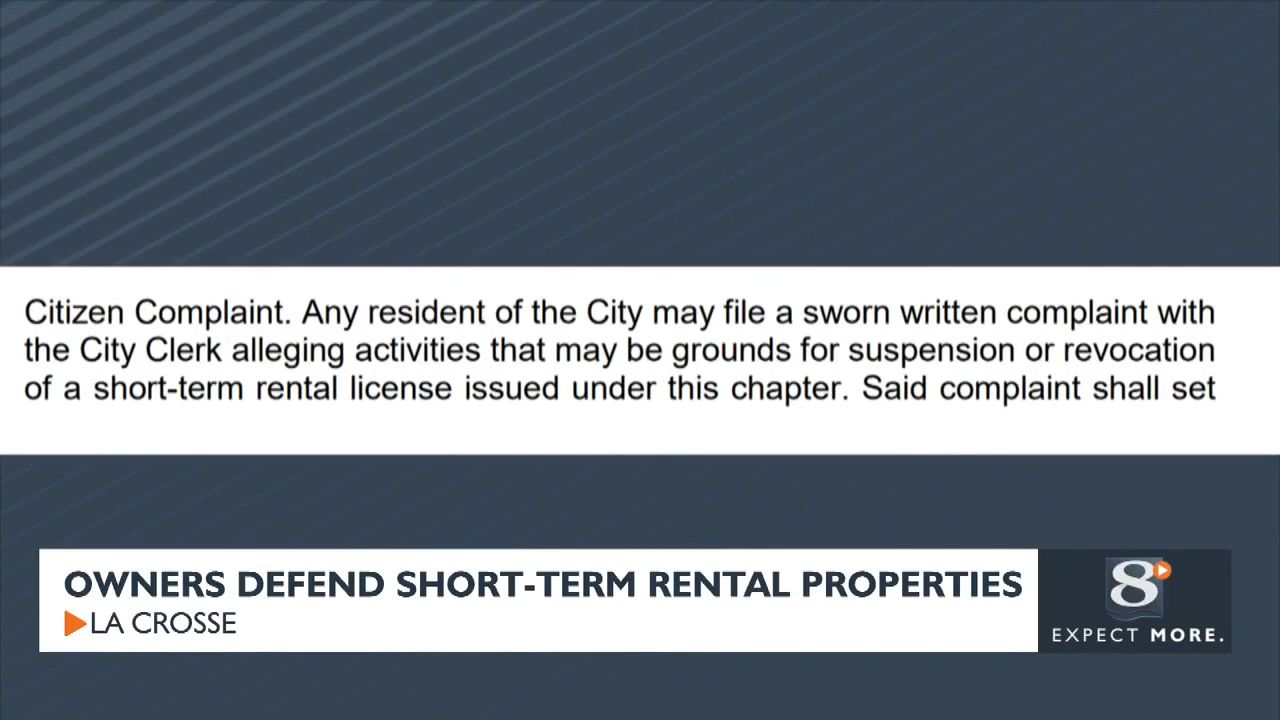 Citizen Complaint. Any resident of the City may file a sworn written complaint with
the City Clerk alleging activities that may be grounds for suspension or revocation
of a short-term rental license issued under this chapter. Said complaint shall set
OWNERS DEFEND SHORT-TERM RENTAL PROPERTIES
LA CROSSE
8
EXPECT MORE.